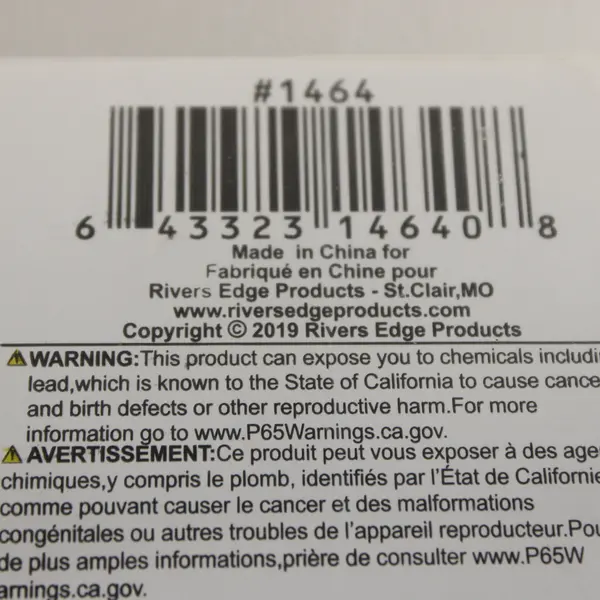 #1464
6 43323 14640 8
Made in China for
Fabriqué en Chine pour
Rivers Edge Products - St.Clair,MO
www.riversedgeproducts.com
Copyright © 2019 Rivers Edge Products
WARNING:This product can expose you to chemicals includi
lead,which is known to the State of California to cause cance
and birth defects or other reproductive harm.For more
information go to www.P65Warnings.ca.gov.
AVERTISSEMENT:Ce produit peut vous exposer à des age
chimiques,y compris le plomb, identifiés par l'État de Californie
comme pouvant causer le cancer et des malformations
congénitales ou autres troubles de l'appareil reproducteur.Pou
de plus amples informations,prière de consulter www.P65W
arnings.ca.gov.